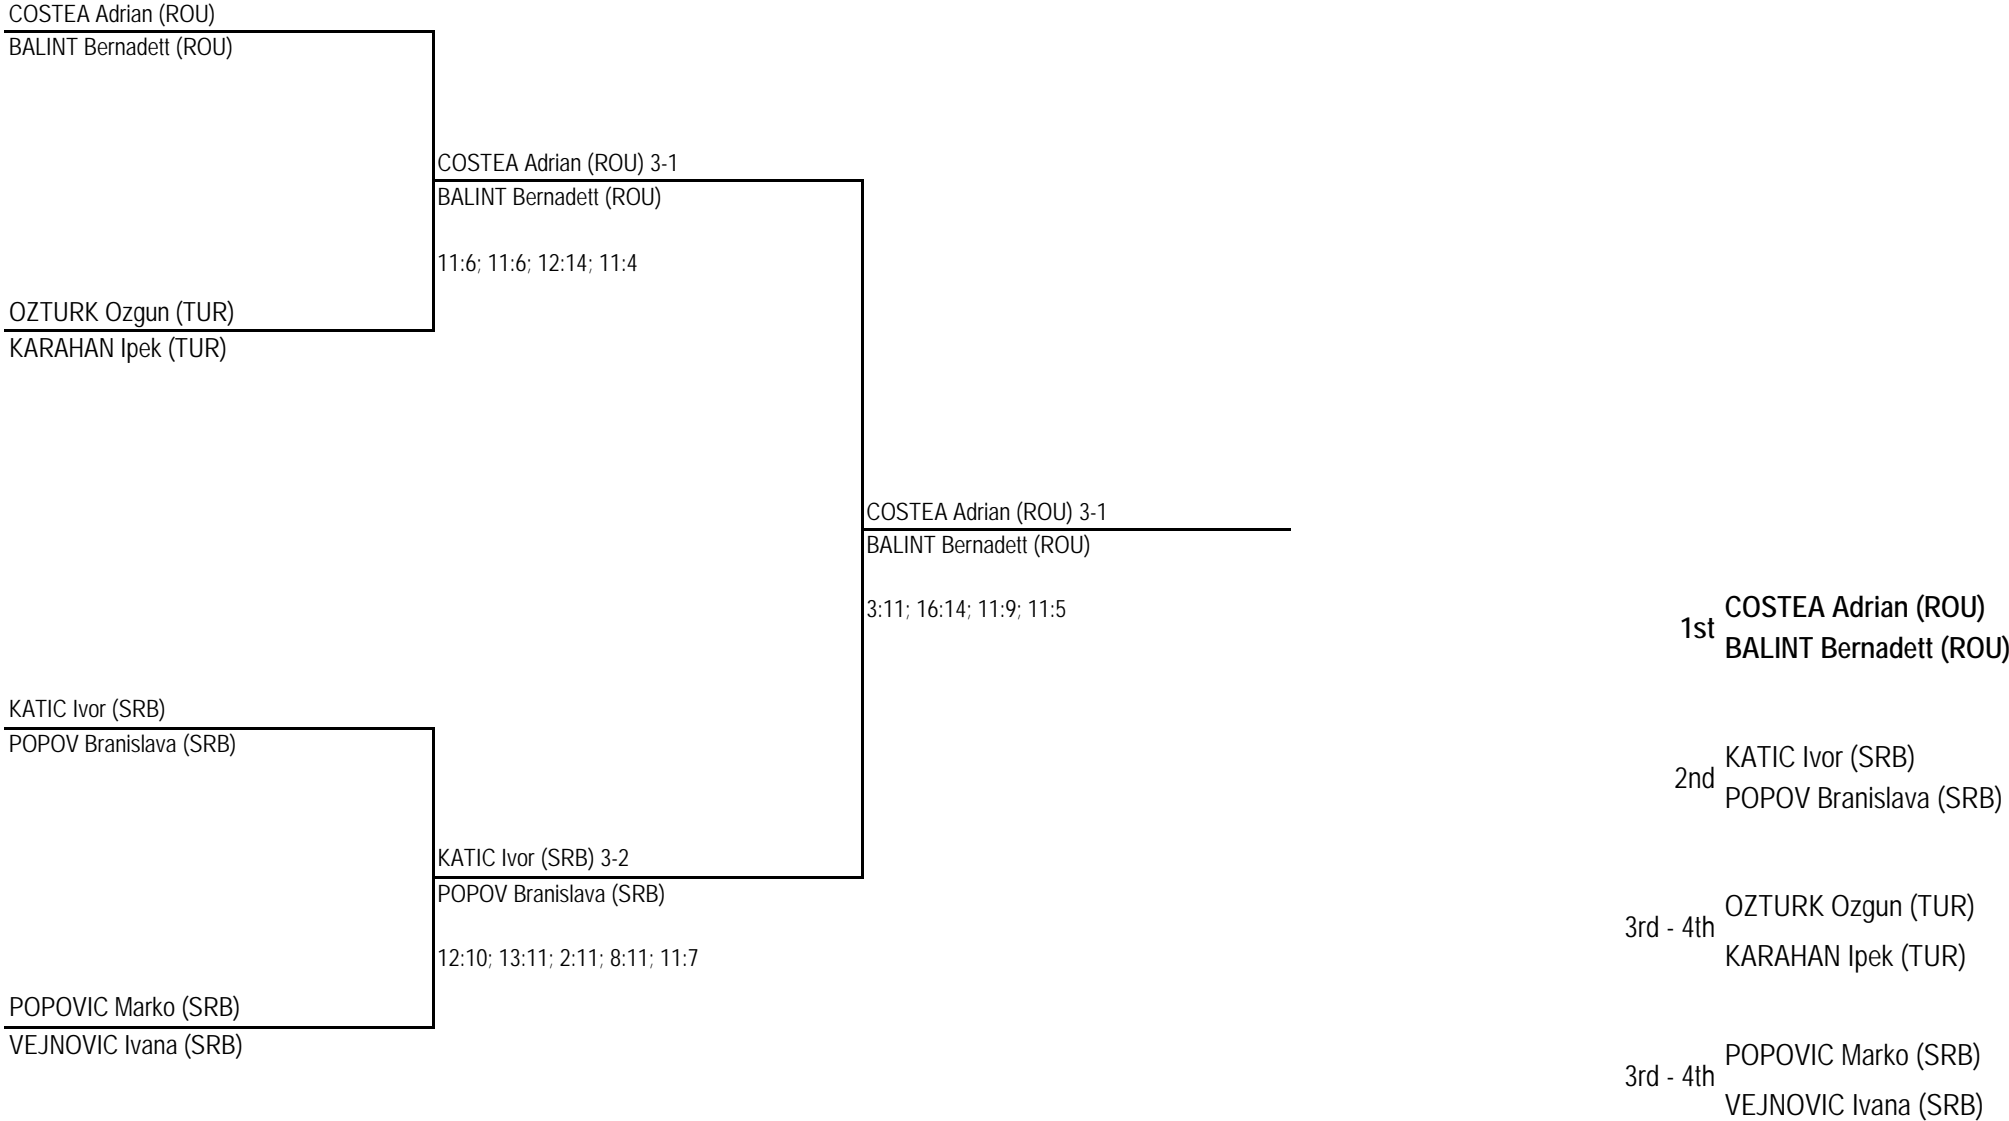 COSTEA Adrian (ROU)
BALINT Bernadett (ROU)
COSTEA Adrian (ROU) 3-1
BALINT Bernadett (ROU)
11:6; 11:6; 12:14; 11:4
OZTURK Ozgun (TUR)
KARAHAN Ipek (TUR)
COSTEA Adrian (ROU) 3-1
BALINT Bernadett (ROU)
3:11; 16:14; 11:9; 11:5
KATIC Ivor (SRB)
POPOV Branislava (SRB)
KATIC Ivor (SRB) 3-2
POPOV Branislava (SRB)
12:10; 13:11; 2:11; 8:11; 11:7
POPOVIC Marko (SRB)
VEJNOVIC Ivana (SRB)
1st
COSTEA Adrian (ROU)
BALINT Bernadett (ROU)
2nd
KATIC Ivor (SRB)
POPOV Branislava (SRB)
3rd - 4th
OZTURK Ozgun (TUR)
KARAHAN Ipek (TUR)
3rd - 4th
POPOVIC Marko (SRB)
VEJNOVIC Ivana (SRB)